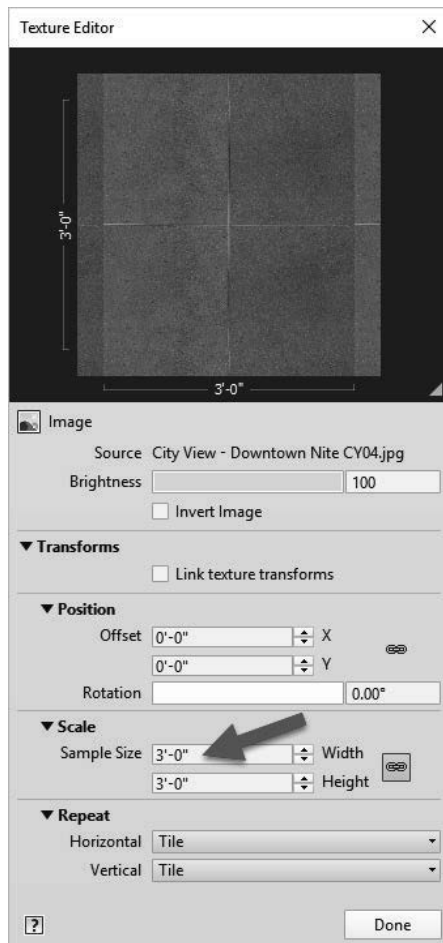 Texture Editor
3'-0"
3'-0"
Image
Source City View - Downtown Nite CY04.jpg
Brightness 100
Invert Image
Transforms
Link texture transforms
Position
Offset 0'-0" X
0'-0" Y
Rotation 0.00°
Scale
Sample Size 3'-0" Width
3'-0" Height
Repeat
Horizontal Tile
Vertical Tile
? Done